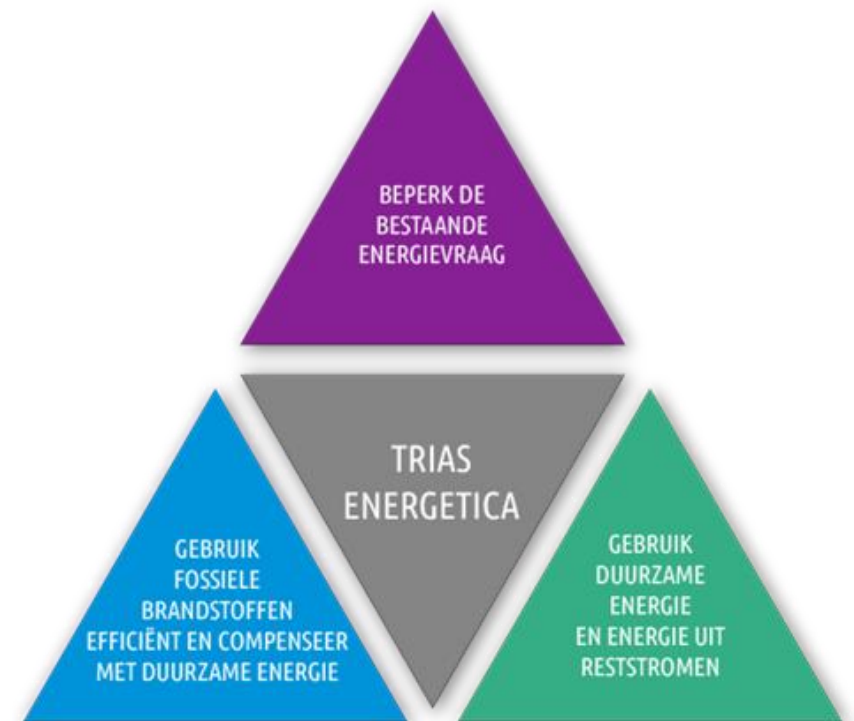 BEPERK DE
BESTAANDE
ENERGIEVRAAG
TRIAS
ENERGETICA
GEBRUIK
FOSSIELE
BRANDSTOFFEN
EFFICIËNT EN COMPENSEER
MET DUURZAME ENERGIE
GEBRUIK
DUURZAME
ENERGIE
EN ENERGIE UIT
RESTSTROMEN